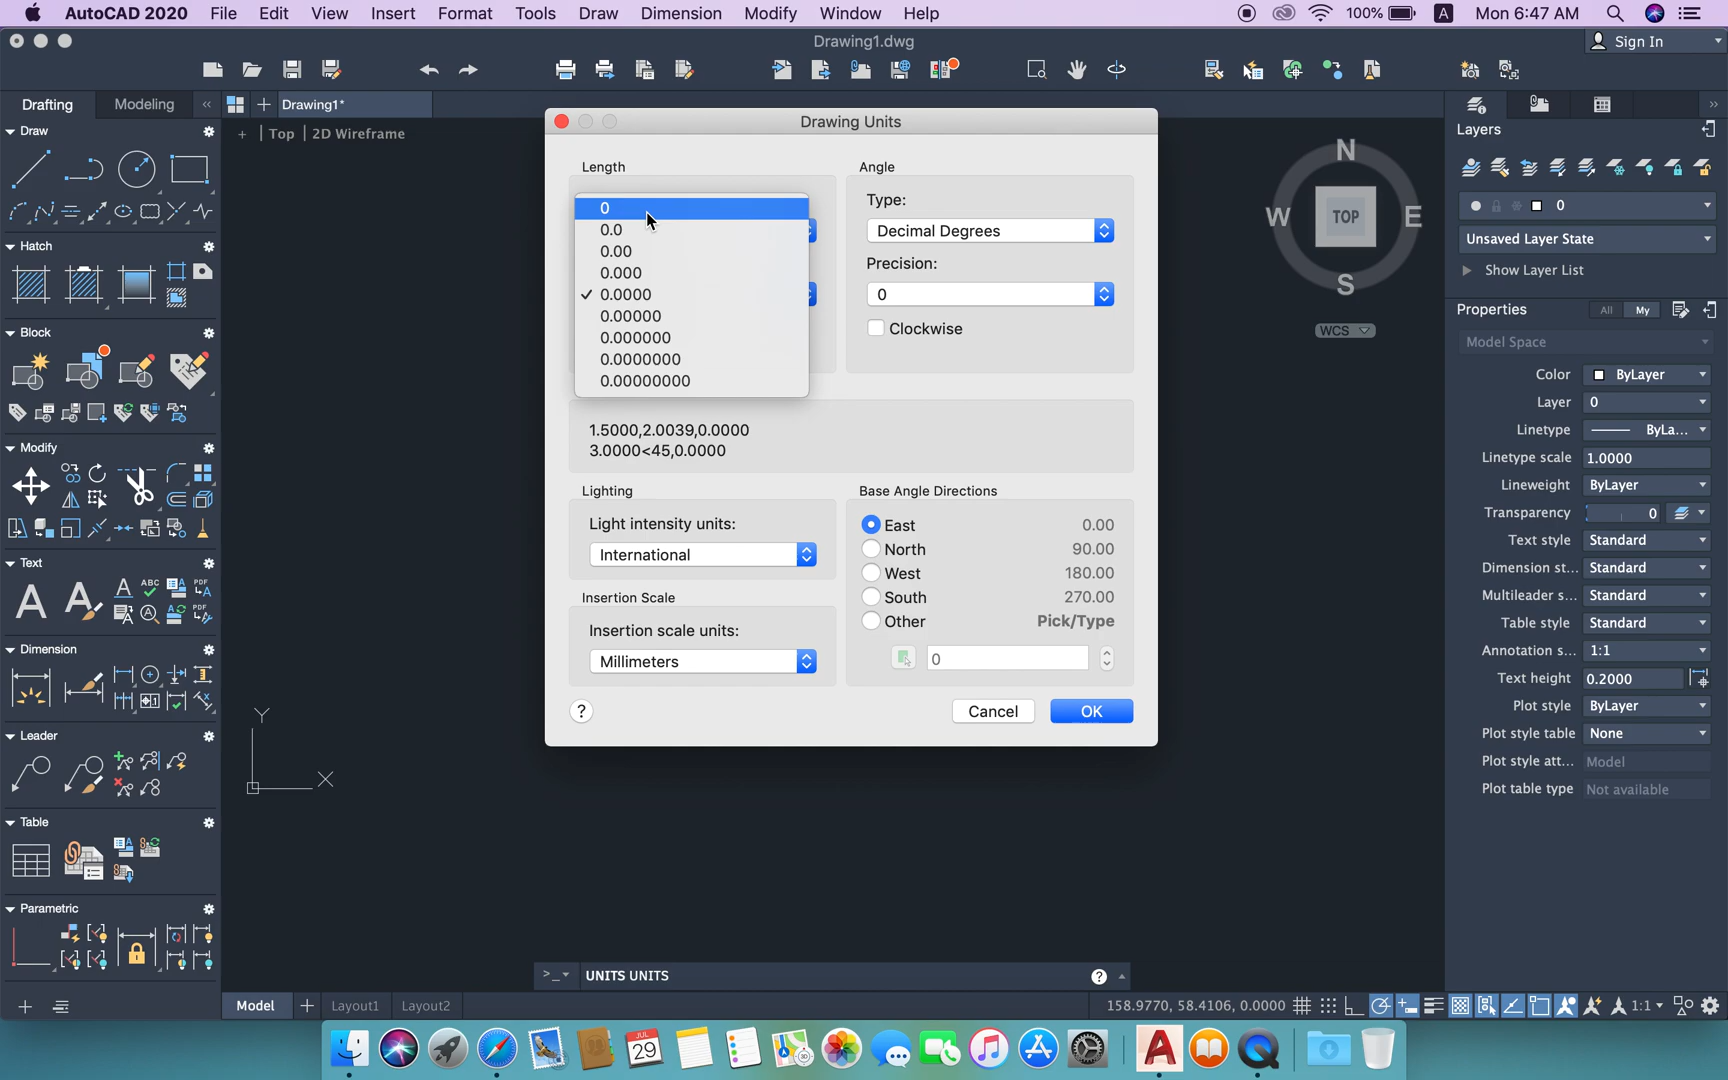 AutoCAD 2020 File Edit View Insert Format Tools Draw Dimension Modify Window Help 100% A Mon 6:47 AM
Drawing1.dwg
Sign In
Drafting Modeling « + Drawing1*
+ | Top | 2D Wireframe
Draw
Hatch
Block
Modify
Text
A A A ABC PDF
A PDF
Dimension
Leader
Table
Parametric
Drawing Units
Length
0
0.0
0.00
0.000
✓ 0.0000
0.00000
0.000000
0.0000000
0.00000000
Angle
Type:
Decimal Degrees
Precision:
0
Clockwise
1.5000,2.0039,0.0000
3.0000<45,0.0000
Lighting
Light intensity units:
International
Insertion Scale
Insertion scale units:
Millimeters
Base Angle Directions
East 0.00
North 90.00
West 180.00
South 270.00
Other Pick/Type
0
? Cancel OK
N
W TOP E
S
WCS
Y
X
Layers
0
Unsaved Layer State
Show Layer List
Properties All My
Model Space
Color ByLayer
Layer 0
Linetype ByLa...
Linetype scale 1.0000
Lineweight ByLayer
Transparency 0
Text style Standard
Dimension st... Standard
Multileader s... Standard
Table style Standard
Annotation s... 1:1
Text height 0.2000
Plot style ByLayer
Plot style table None
Plot style att... Model
Plot table type Not available
>_ UNITS UNITS ?
Model + Layout1 Layout2 158.9770, 58.4106, 0.0000 1:1
JUL
29
3D